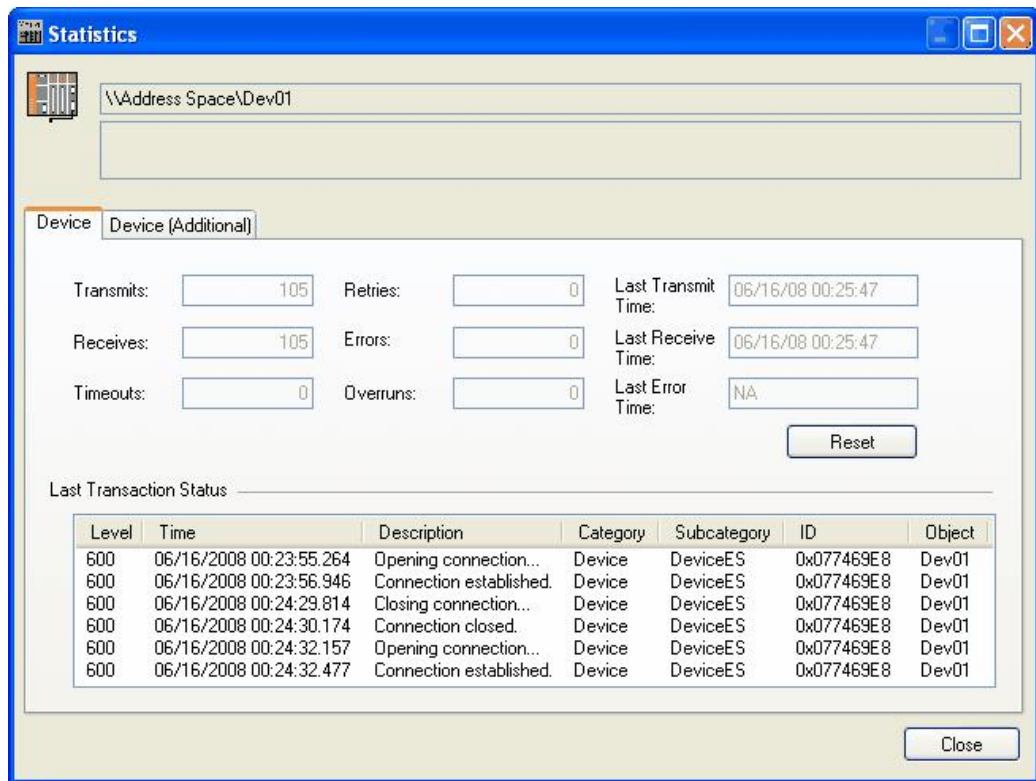 Statistics
\\Address Space\Dev01
Device Device (Additional)
Transmits: 105 Retries: 0 Last Transmit Time: 06/16/08 00:25:47
Receives: 105 Errors: 0 Last Receive Time: 06/16/08 00:25:47
Timeouts: 0 Overruns: 0 Last Error Time: NA
Reset
Last Transaction Status
Level Time Description Category Subcategory ID Object
600 06/16/2008 00:23:55.264 Opening connection... Device DeviceES 0x077469E8 Dev01
600 06/16/2008 00:23:56.946 Connection established. Device DeviceES 0x077469E8 Dev01
600 06/16/2008 00:24:29.814 Closing connection... Device DeviceES 0x077469E8 Dev01
600 06/16/2008 00:24:30.174 Connection closed. Device DeviceES 0x077469E8 Dev01
600 06/16/2008 00:24:32.157 Opening connection... Device DeviceES 0x077469E8 Dev01
600 06/16/2008 00:24:32.477 Connection established. Device DeviceES 0x077469E8 Dev01
Close